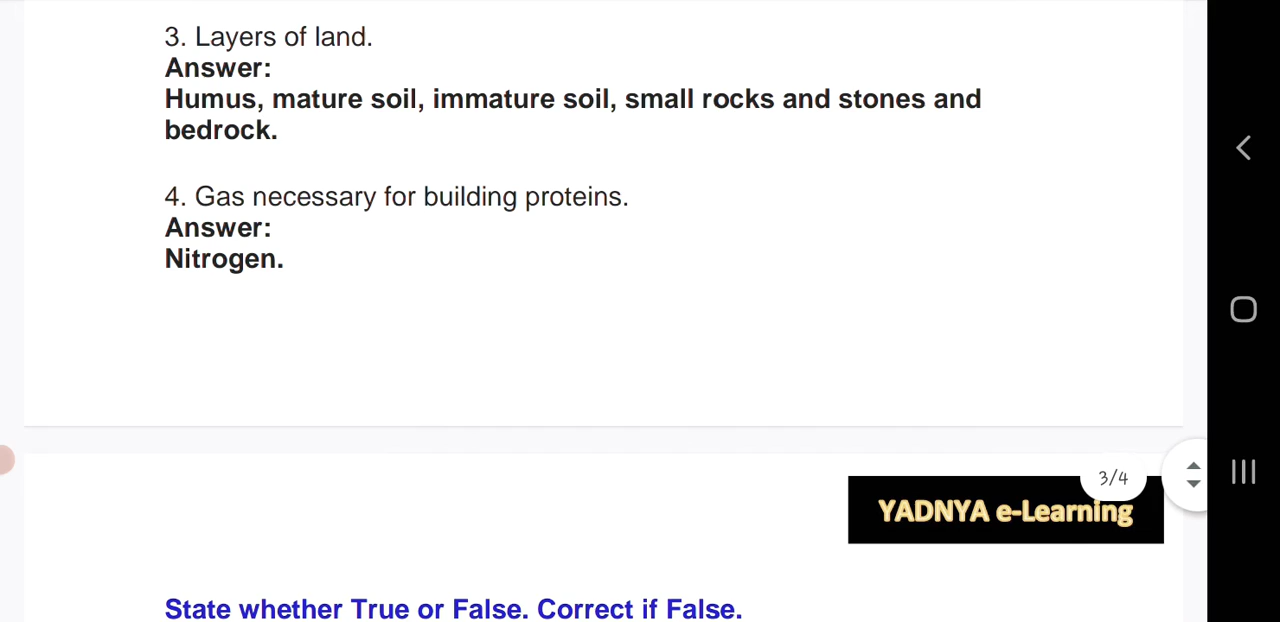 3. Layers of land.
Answer:
Humus, mature soil, immature soil, small rocks and stones and
bedrock.
4. Gas necessary for building proteins.
Answer:
Nitrogen.
3/4
YADNYA e-Learning
State whether True or False. Correct if False.